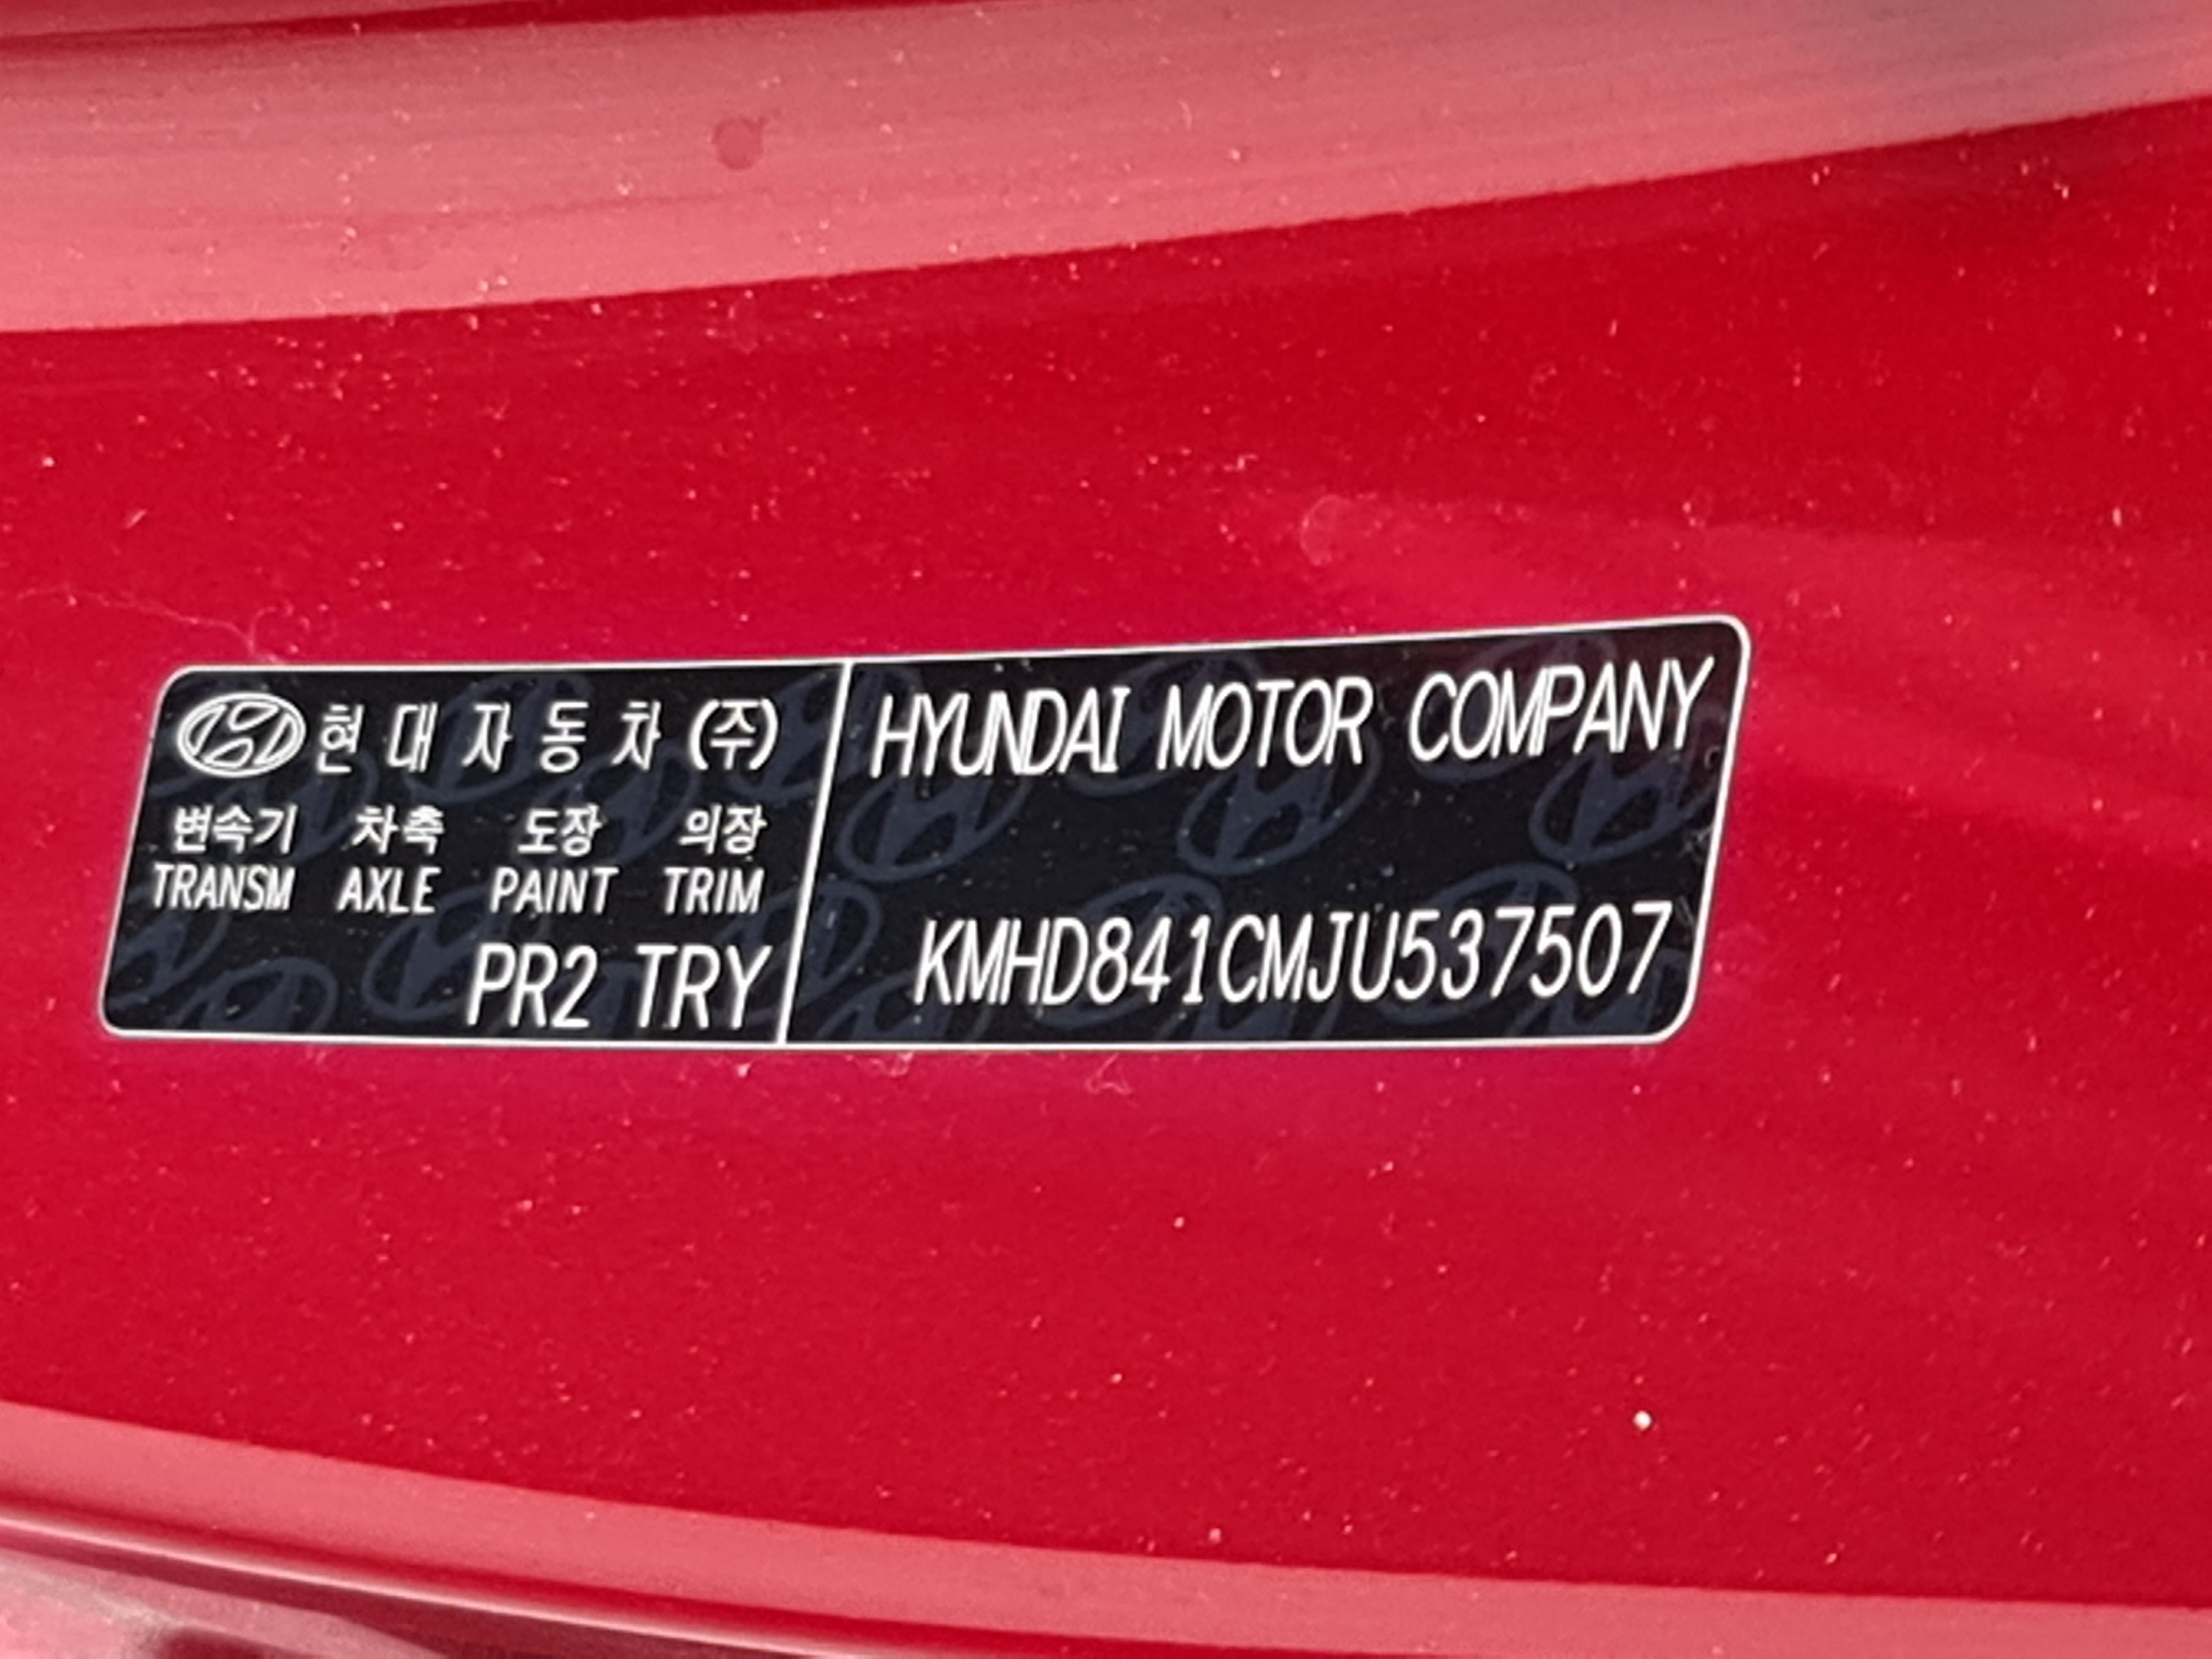 현대자동차(주)
변속기 차축 도장 의장
TRANSM AXLE PAINT TRIM
PR2 TRY
HYUNDAI MOTOR COMPANY
KMHD841CMJU537507